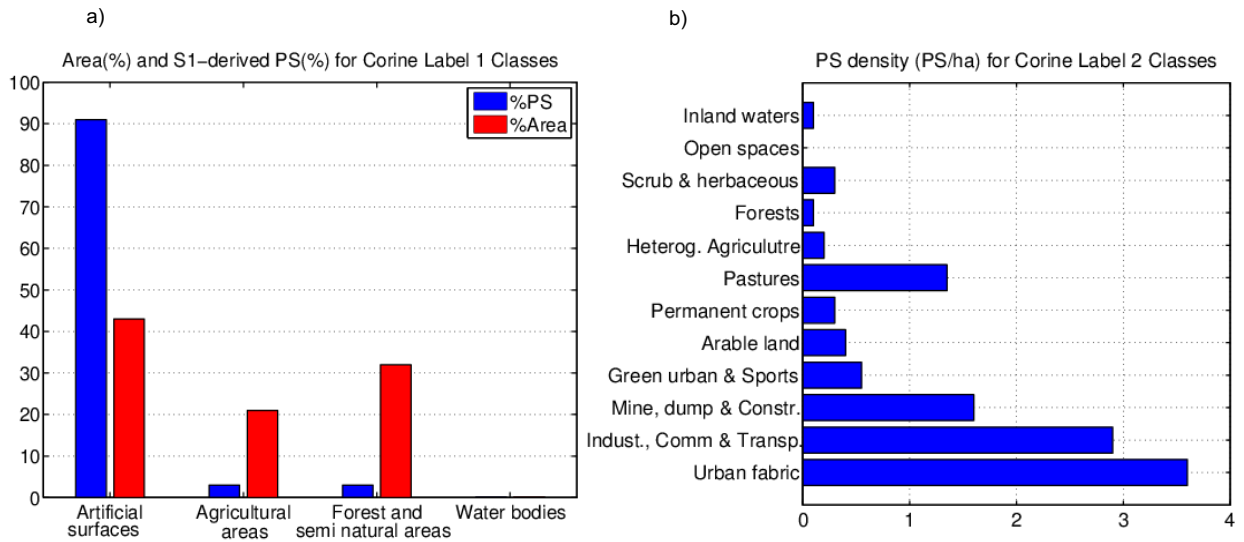 a)
Area(%) and S1-derived PS(%) for Corine Label 1 Classes
100
90
80
70
60
50
40
30
20
10
0
%PS
%Area
Artificial
surfaces
Agricultural
areas
Forest and
semi natural areas
Water bodies
b)
PS density (PS/ha) for Corine Label 2 Classes
Inland waters
Open spaces
Scrub & herbaceous
Forests
Heterog. Agriculutre
Pastures
Permanent crops
Arable land
Green urban & Sports
Mine, dump & Constr.
Indust., Comm & Transp.
Urban fabric
0 1 2 3 4